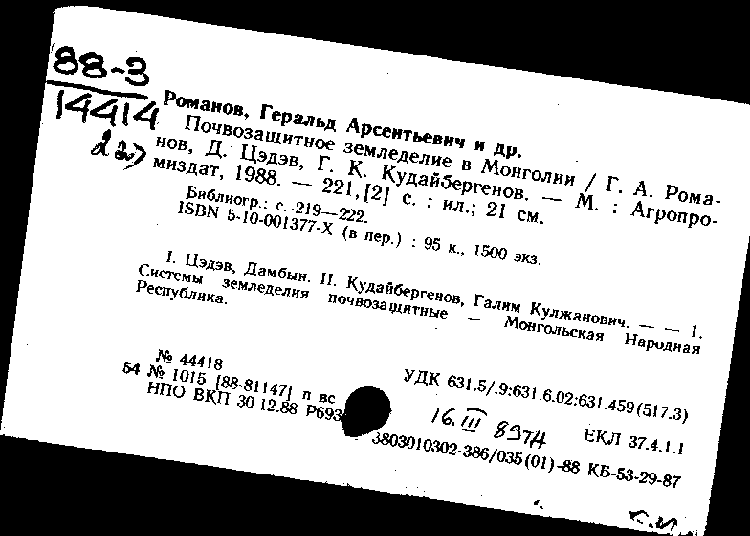 88-3
14414
Романов, Геральд Арсентьевич и др.
Почвозащитное земледелие в Монголии / Г. А. Рома-
нов, Д. Цэдэв, Г. К. Кудайбергенов. — М. : Агропро-
миздат, 1988. — 221,[2] с. : ил.; 21 см.
Библиогр.: с. 219—222.
ISBN 5-10-001377-X (в пер.) : 95 к., 1500 экз.
I. Цэдэв, Дамбын. II. Кудайбергенов, Галим Кулжанович. — — 1.
Системы земледелия почвозащитные — Монгольская Народная
Республика.
№ 44418
54 № 1015 [88-81147] п вс
НПО ВКП 30.12.88 Р693
УДК 631.5/.9:631.6.02:631.459(517.3)
16.III 89
ЕКЛ 37.4.1.1
3803010302-386/035(01)-88 КБ-53-29-87